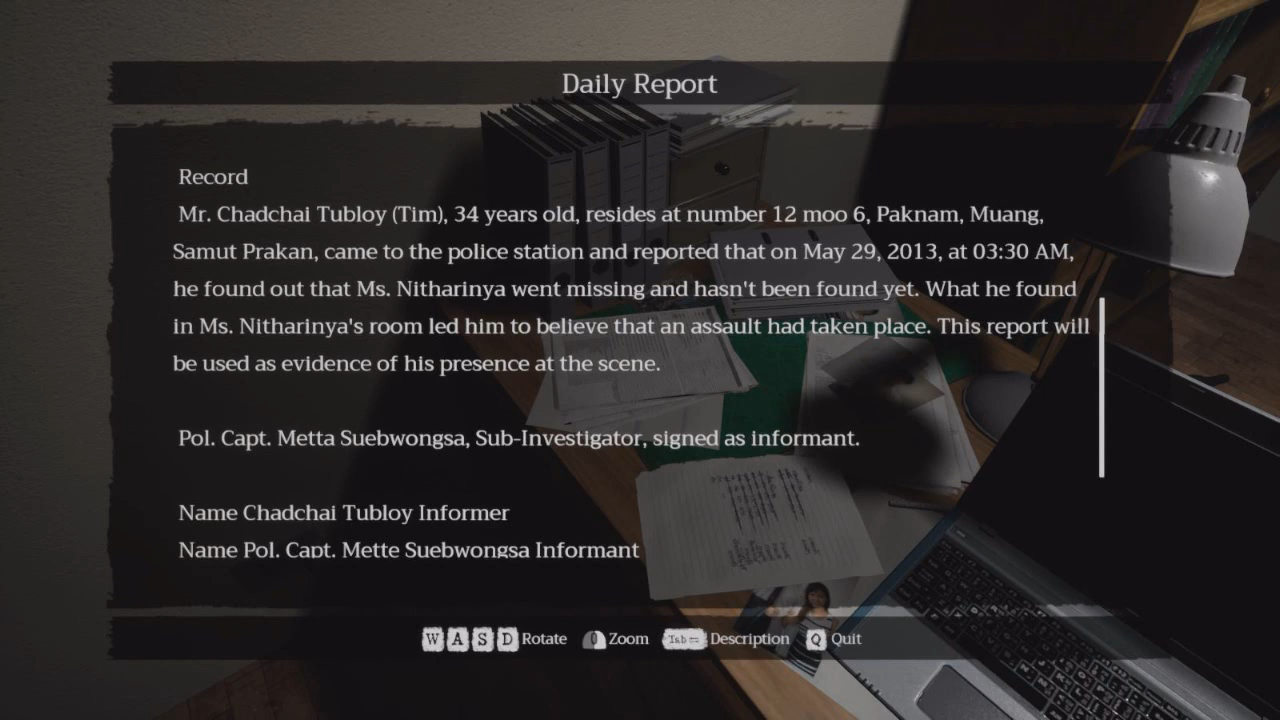 Daily Report
Record
Mr. Chadchai Tubloy (Tim), 34 years old, resides at number 12 moo 6, Paknam, Muang,
Samut Prakan, came to the police station and reported that on May 29, 2013, at 03:30 AM,
he found out that Ms. Nitharinya went missing and hasn't been found yet. What he found
in Ms. Nitharinya's room led him to believe that an assault had taken place. This report will
be used as evidence of his presence at the scene.
Pol. Capt. Metta Suebwongsa, Sub-Investigator, signed as informant.
Name Chadchai Tubloy Informer
Name Pol. Capt. Mette Suebwongsa Informant
W A S D Rotate Zoom Tab Description Q Quit